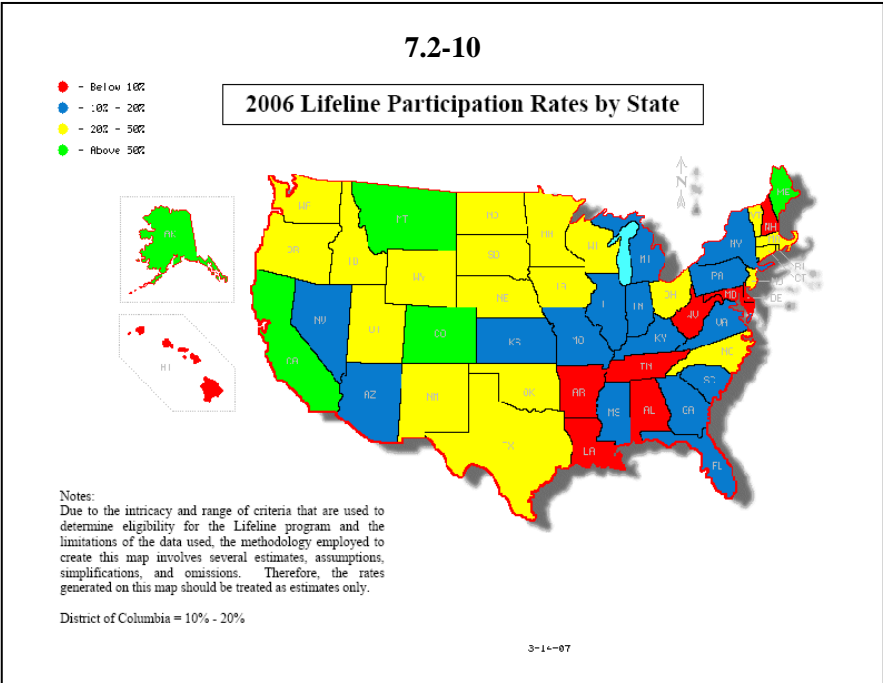 7.2-10
- Below 10%
- 10% - 20%
- 20% - 50%
- Above 50%
2006 Lifeline Participation Rates by State
N
ME
AK
MT
ND
MN
NH
OR
ID
SD
WI
MI
NY
WY
IA
PA
NE
OH
MD
DE
NV
UT
CO
IN
WV
VA
KS
MO
KY
HI
CA
TN
NC
AZ
NM
OK
AR
SC
MS
AL
GA
TX
LA
FL
RI
CT
NJ
Notes:
Due to the intricacy and range of criteria that are used to
determine eligibility for the Lifeline program and the
limitations of the data used, the methodology employed to
create this map involves several estimates, assumptions,
simplifications, and omissions. Therefore, the rates
generated on this map should be treated as estimates only.
District of Columbia = 10% - 20%
3-14-07